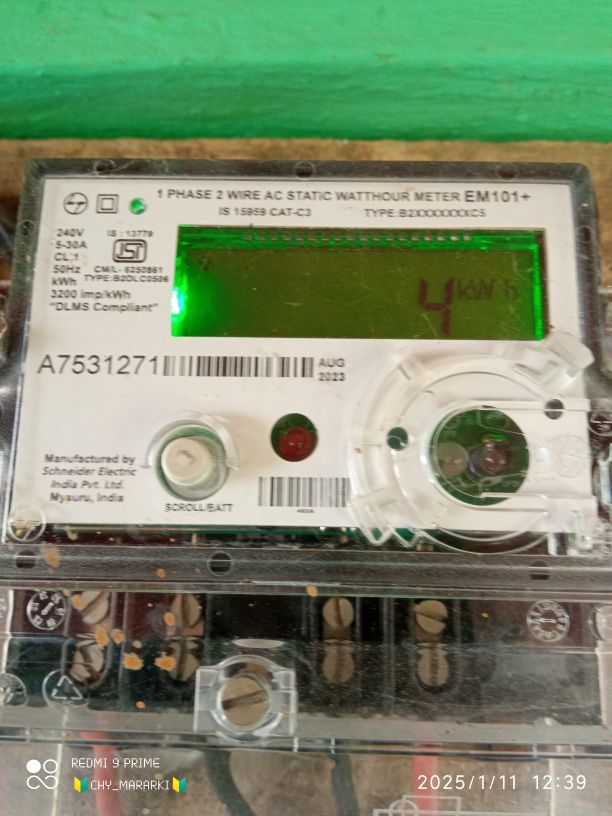 1 PHASE 2 WIRE AC STATIC WATTHOUR METER EM101+
IS 15959 CAT-C3 TYPE:B2XXXXXXXC5
240V
5-30A
CL.1
50Hz
kWh
3200 imp/kWh
"DLMS Compliant"
IS : 13779
ISI
CM/L- 6250861
TYPE:B2DLC0506
4 kWh
A7531271
AUG
2023
Manufactured by
Schneider Electric
India Pvt. Ltd.
Mysuru, India
SCROLL/BATT
REDMI 9 PRIME
🔰CHY_MARARKI🔰
2025/1/11 12:39